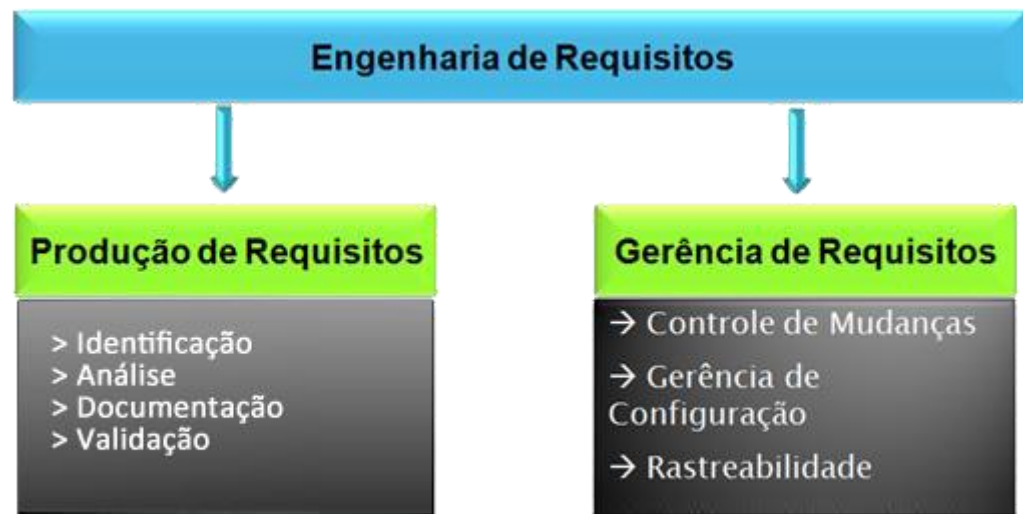 Engenharia de Requisitos
Produção de Requisitos
> Identificação
> Análise
> Documentação
> Validação
Gerência de Requisitos
→ Controle de Mudanças
→ Gerência de
Configuração
→ Rastreabilidade